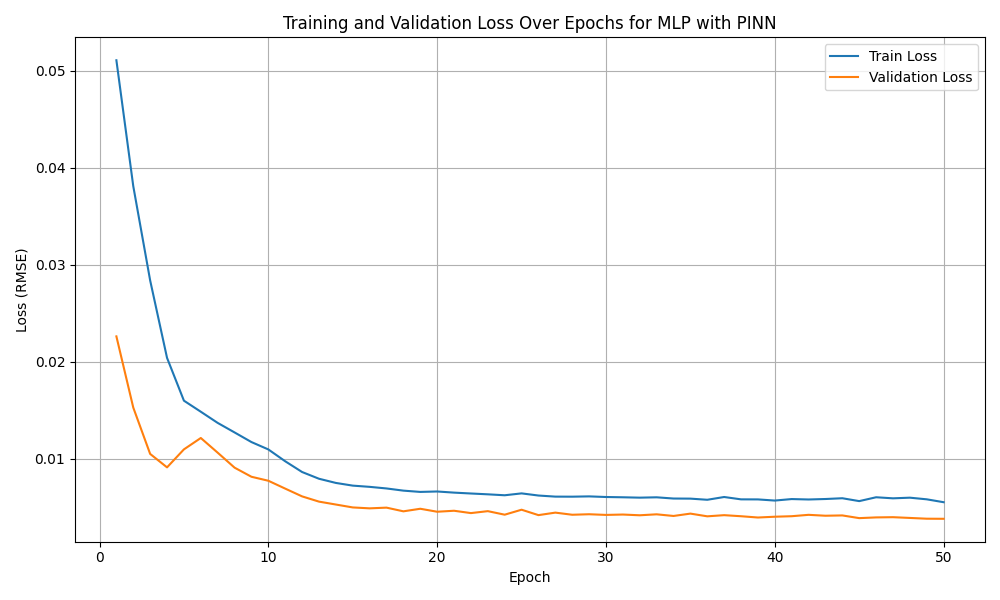 Training and Validation Loss Over Epochs for MLP with PINN
Train Loss
Validation Loss
0.05
0.04
0.03
0.02
0.01
Loss (RMSE)
0 10 20 30 40 50
Epoch